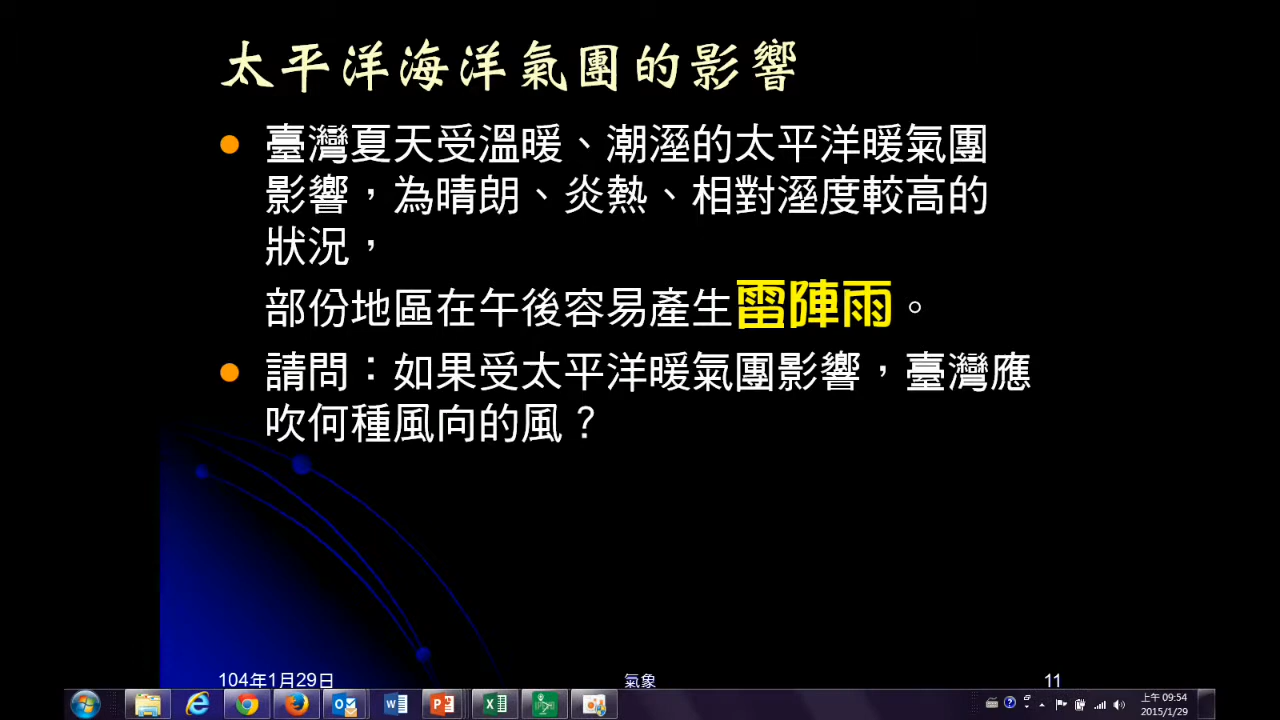 太平洋海洋氣團的影響
臺灣夏天受溫暖、潮溼的太平洋暖氣團
影響，為晴朗、炎熱、相對溼度較高的
狀況，
部份地區在午後容易產生雷陣雨。
請問：如果受太平洋暖氣團影響，臺灣應
吹何種風向的風？
104年1月29日
氣象
11
上午 09:54
2015/1/29